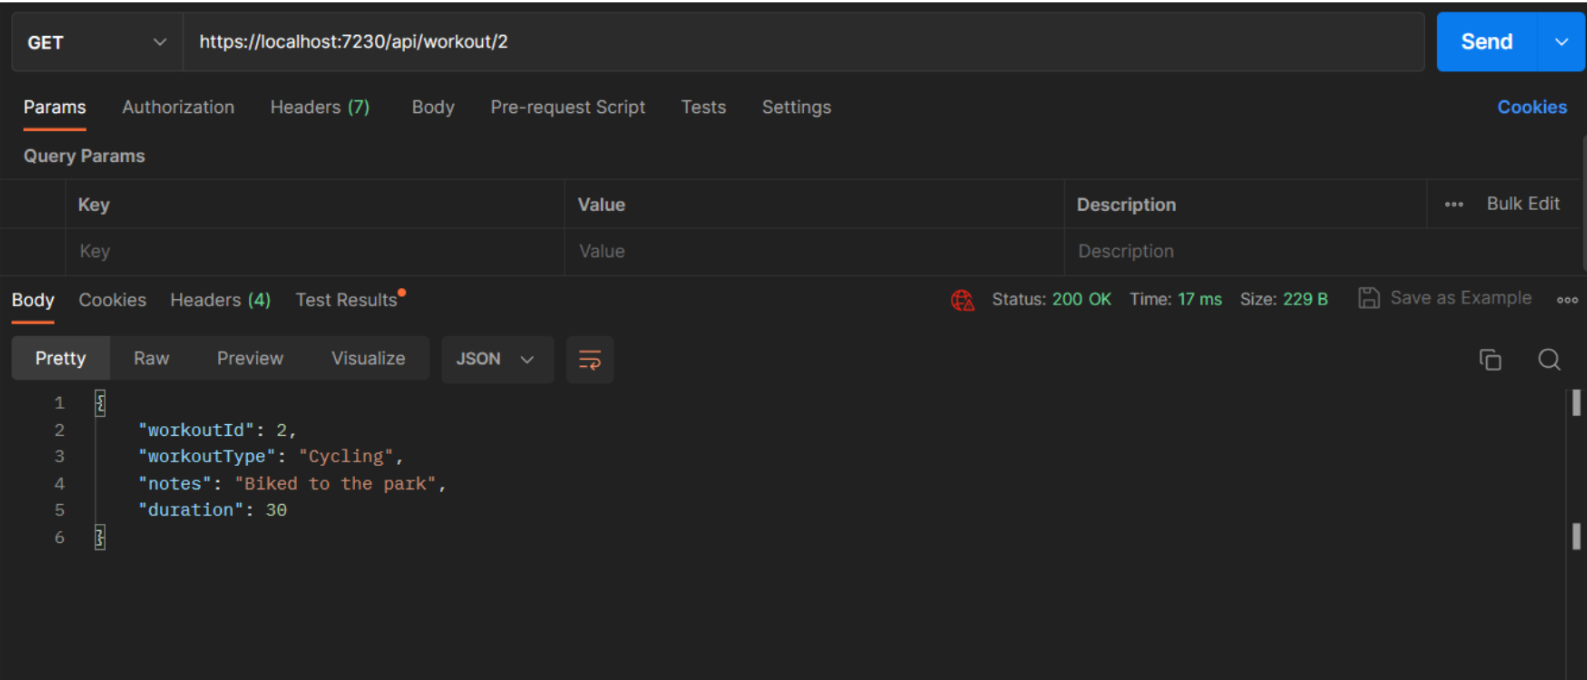 GET https://localhost:7230/api/workout/2 Send
Params Authorization Headers (7) Body Pre-request Script Tests Settings Cookies
Query Params
Key Value Description ••• Bulk Edit
Key Value Description
Body Cookies Headers (4) Test Results Status: 200 OK Time: 17 ms Size: 229 B Save as Example
Pretty Raw Preview Visualize JSON
1 {
2 "workoutId": 2,
3 "workoutType": "Cycling",
4 "notes": "Biked to the park",
5 "duration": 30
6 }